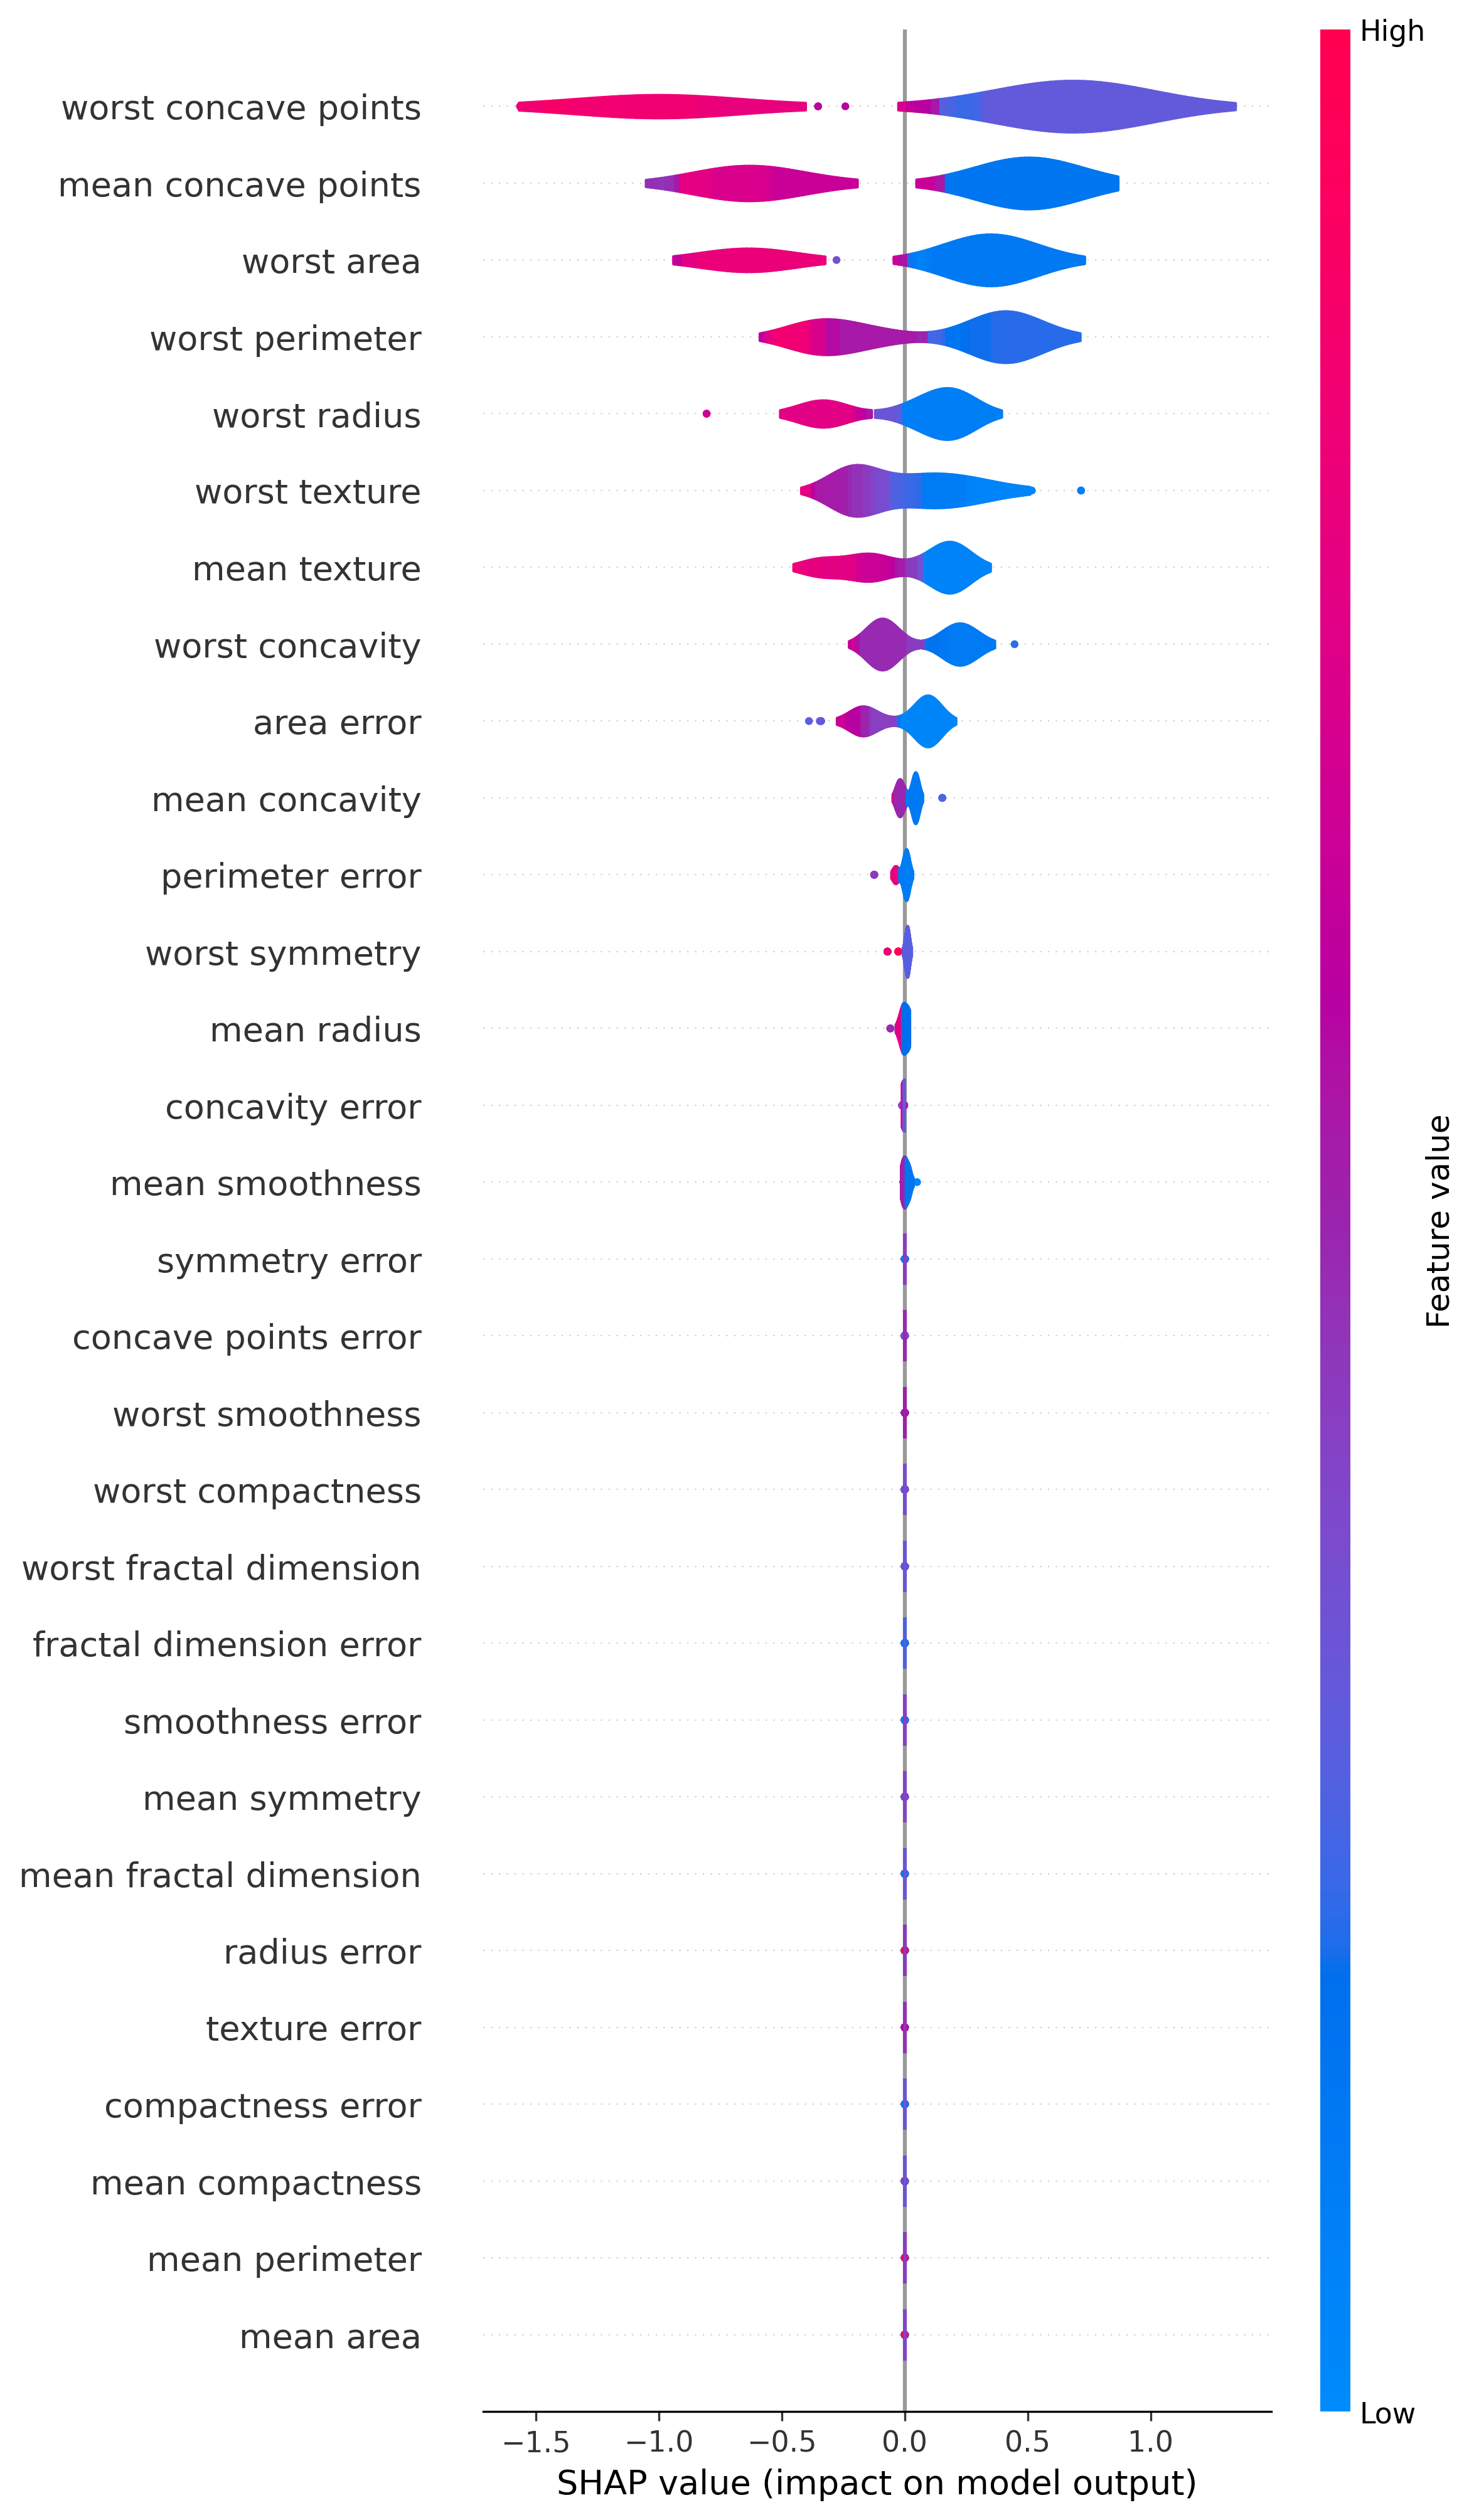 High
worst concave points
mean concave points
worst area
worst perimeter
worst radius
worst texture
mean texture
worst concavity
area error
mean concavity
perimeter error
worst symmetry
mean radius
concavity error
mean smoothness
symmetry error
concave points error
worst smoothness
worst compactness
worst fractal dimension
fractal dimension error
smoothness error
mean symmetry
mean fractal dimension
radius error
texture error
compactness error
mean compactness
mean perimeter
mean area
Feature value
Low
−1.5 −1.0 −0.5 0.0 0.5 1.0
SHAP value (impact on model output)